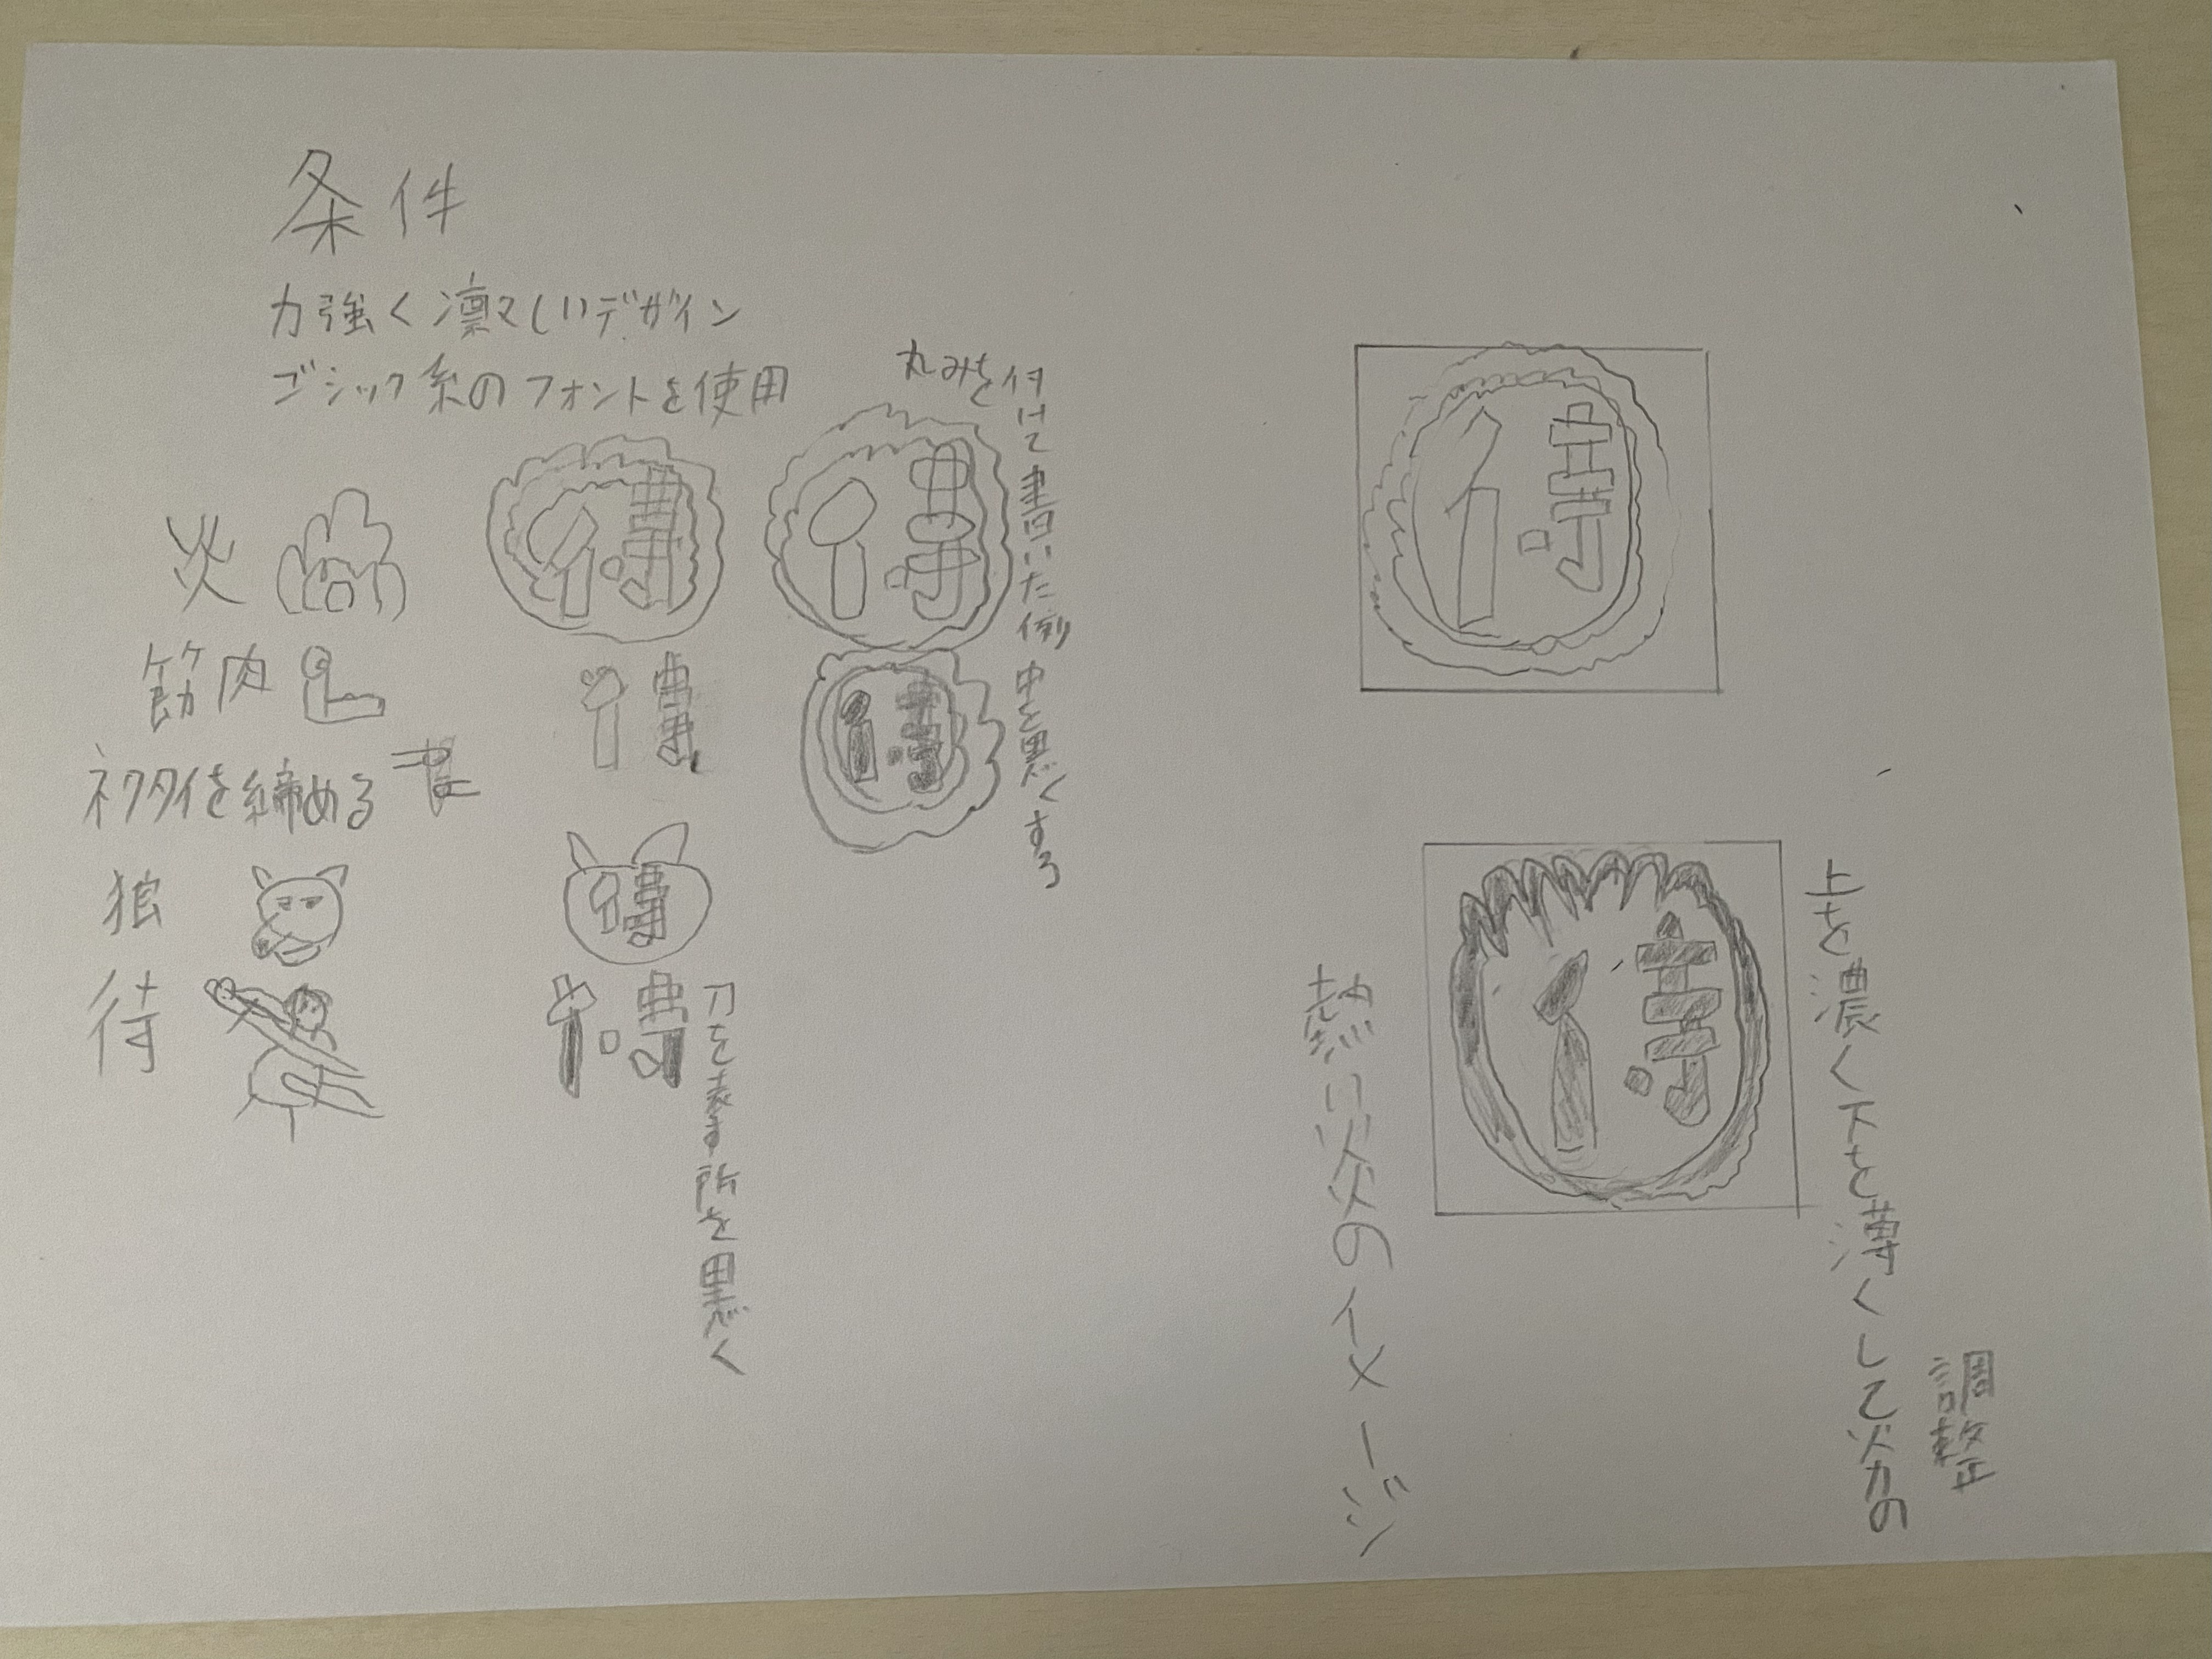 条件
力強く凛々しいデザイン
ゴシック系のフォントを使用
丸みを付けて書いた例
中を黒くする
炎
筋肉
ネクタイを締める
狼
侍
刀を表す所を黒く
熱い炎のイメージ
上を濃く下を薄くして火力の
調整